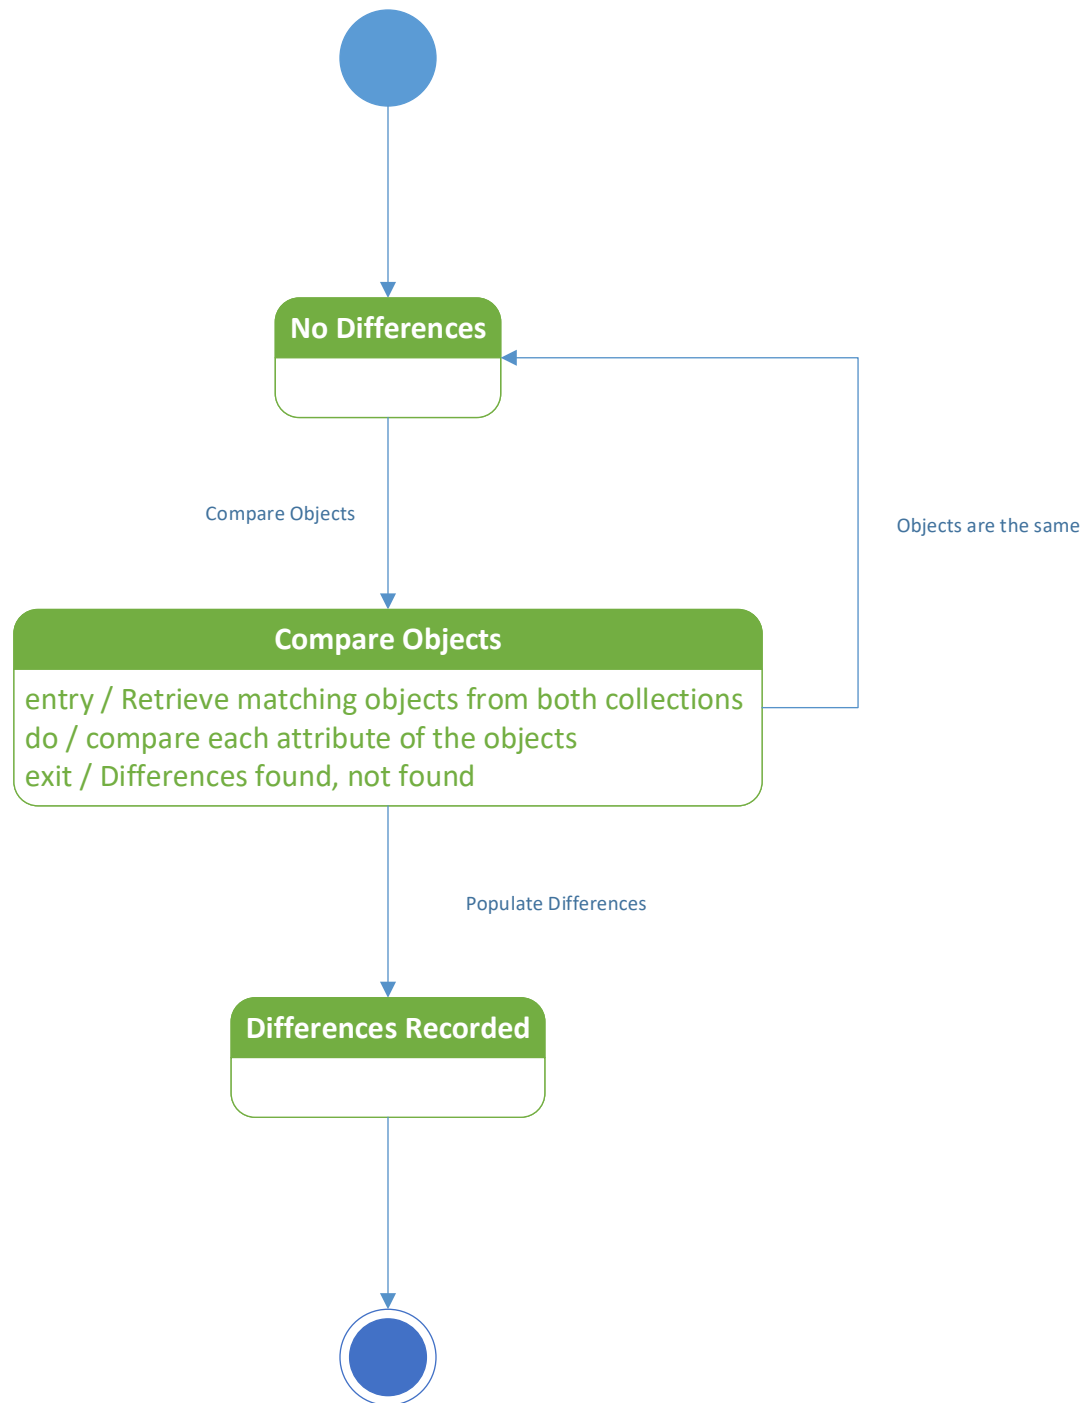 No Differences
Compare Objects
Objects are the same
Compare Objects
entry / Retrieve matching objects from both collections
do / compare each attribute of the objects
exit / Differences found, not found
Populate Differences
Differences Recorded